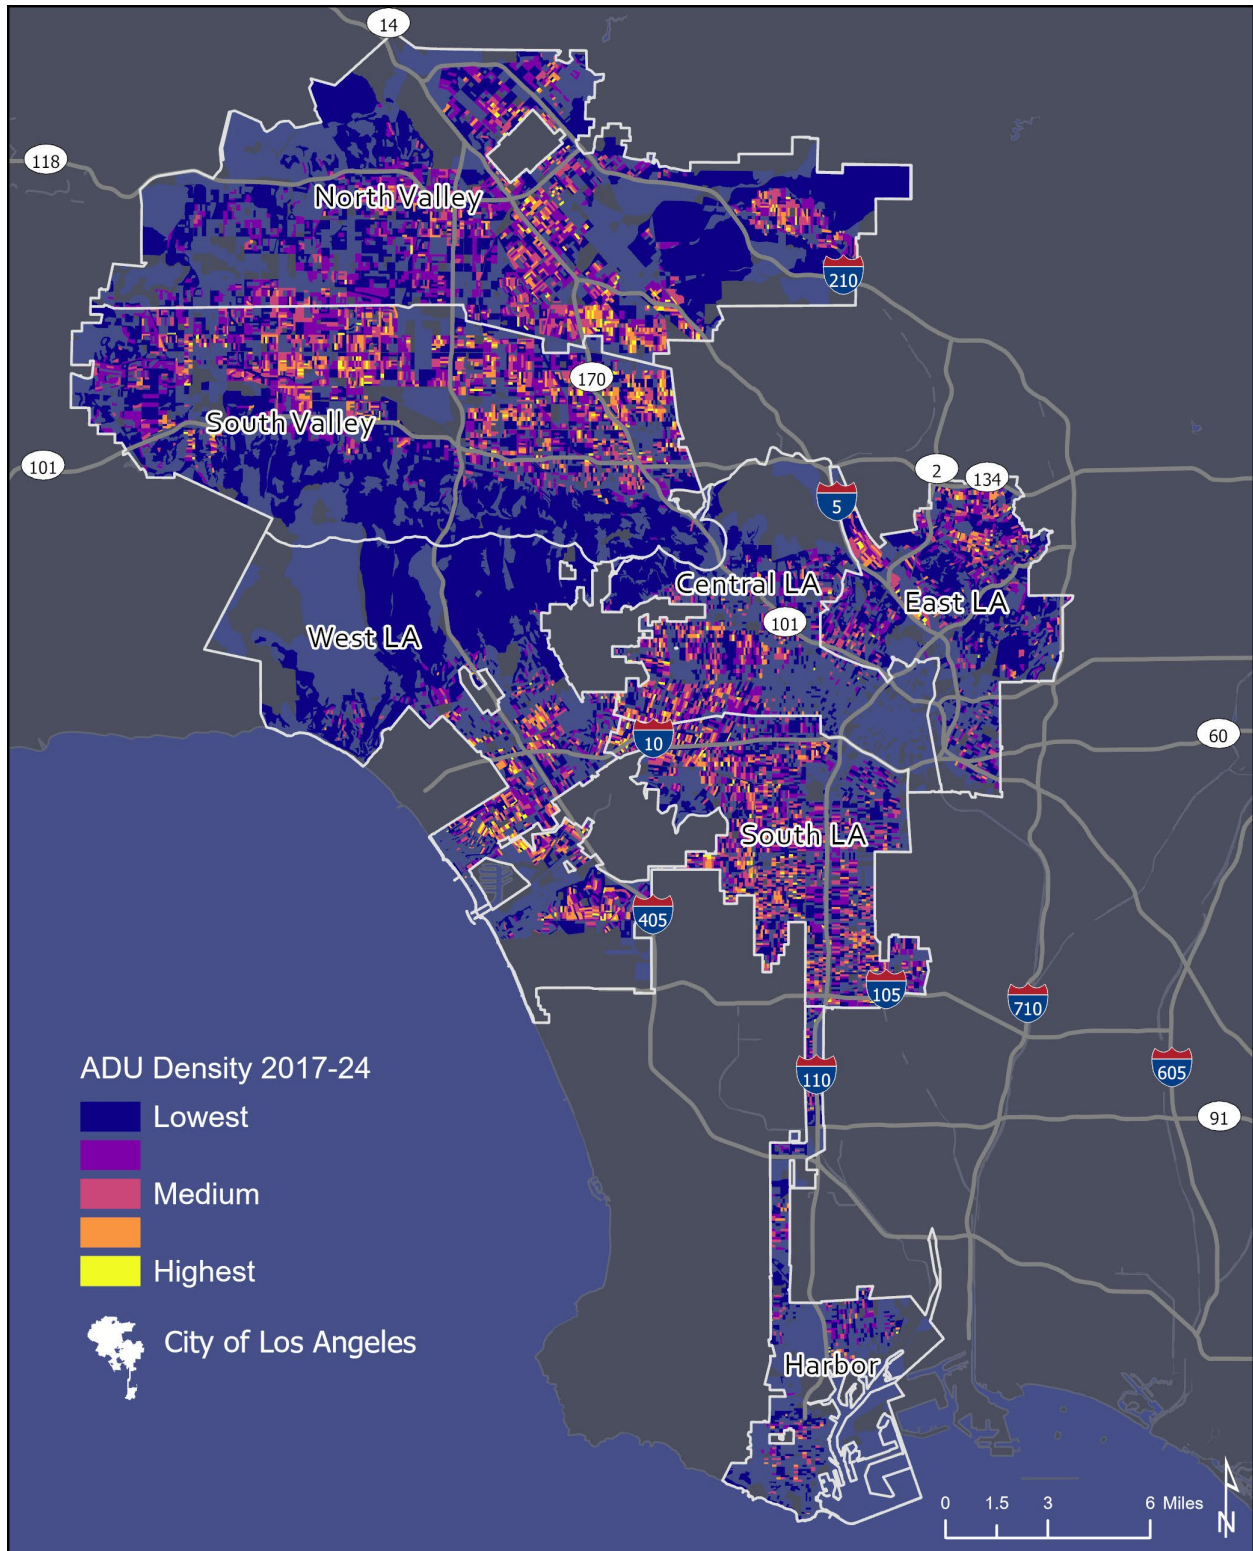 14
118
North Valley
210
170
South Valley
101
2
134
5
Central LA
East LA
101
West LA
10
60
South LA
405
105
710
110
605
91
ADU Density 2017-24
Lowest
Medium
Highest
City of Los Angeles
Harbor
0 1.5 3 6 Miles
N